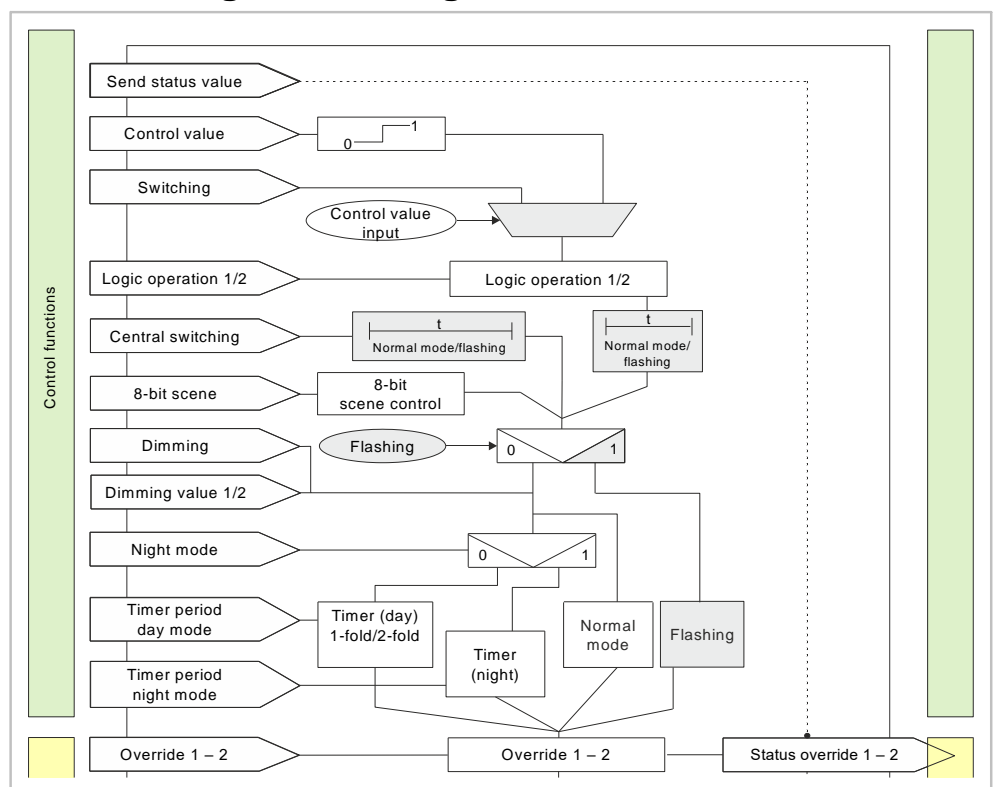 Send status value
Control value
0
1
Switching
Control value
input
Logic operation 1/2
Logic operation 1/2
Central switching
t
Normal mode/flashing
t
Normal mode/
flashing
Control functions
8-bit scene
8-bit
scene control
Dimming
Flashing
0
1
Dimming value 1/2
Night mode
0
1
Timer period
day mode
Timer (day)
1-fold/2-fold
Normal
mode
Flashing
Timer
(night)
Timer period
night mode
Override 1 – 2
Override 1 – 2
Status override 1 – 2